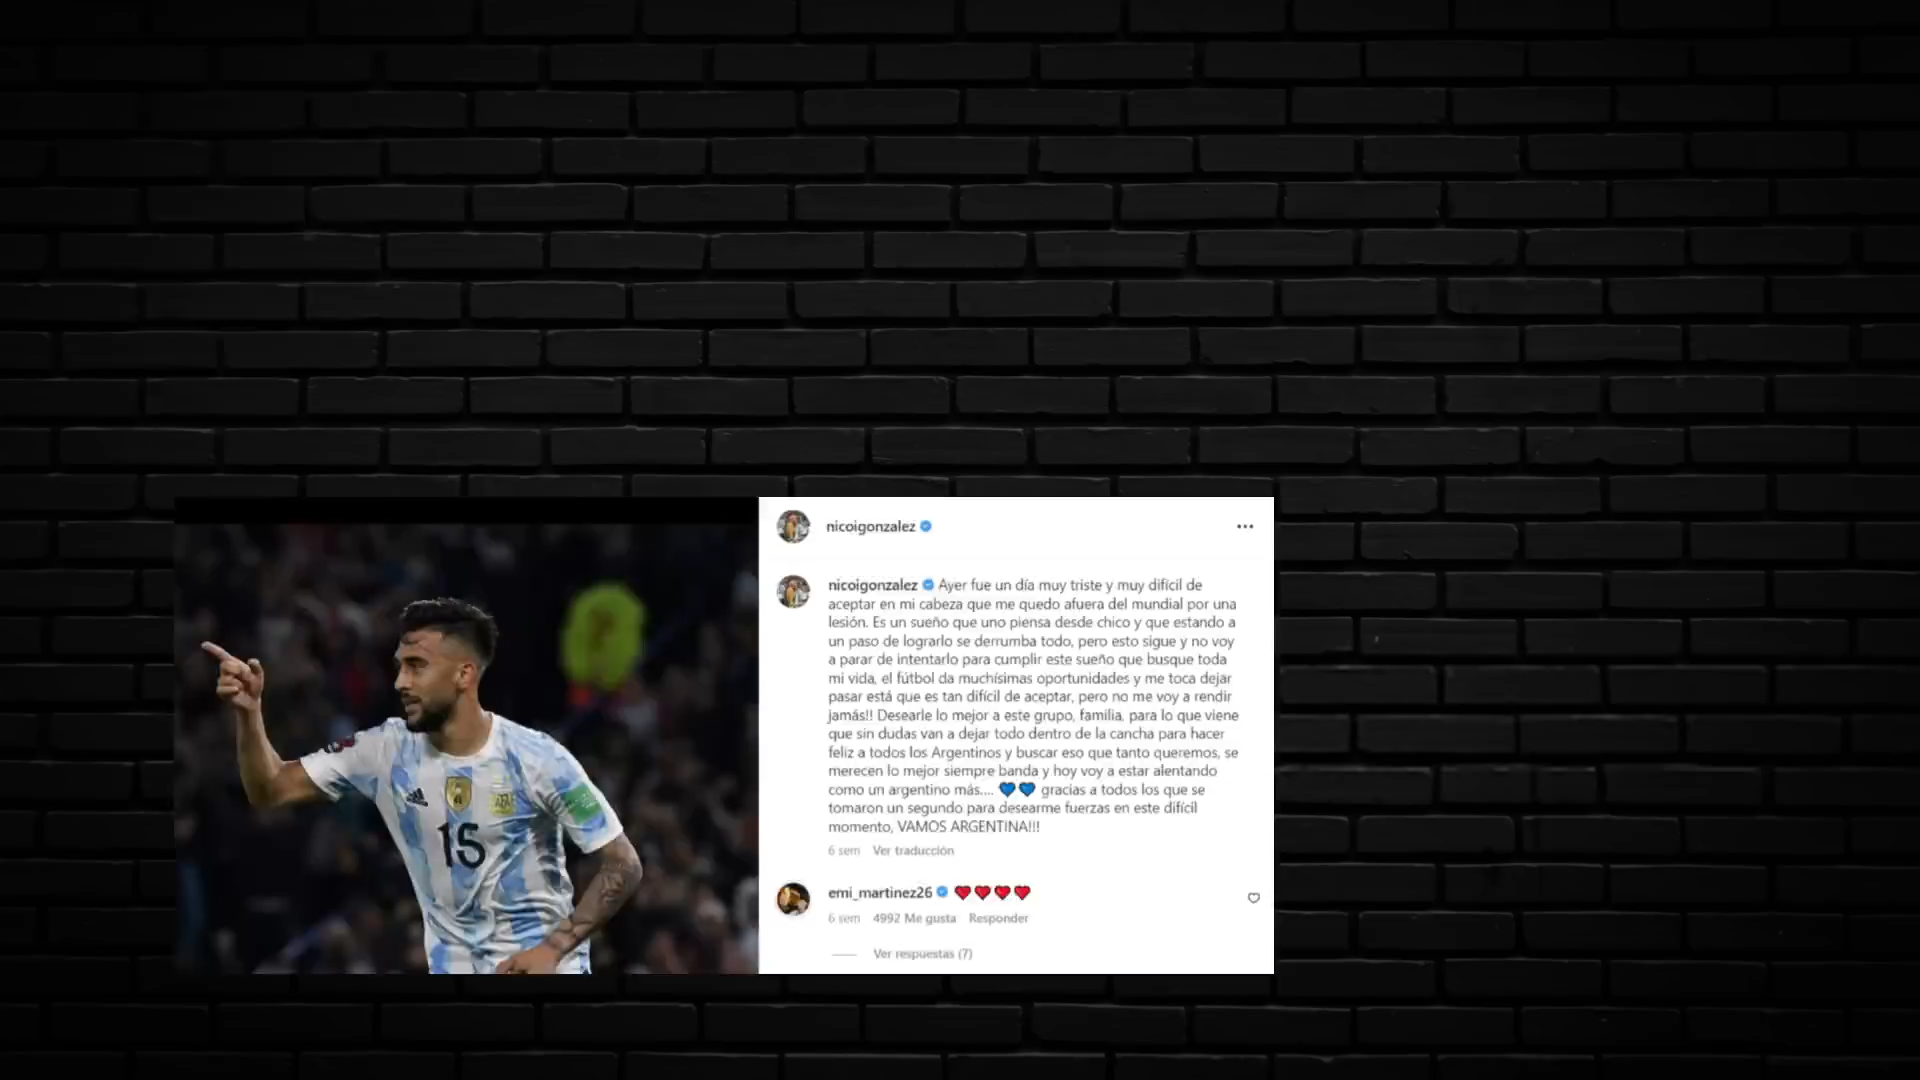 nicoigonzalez
nicoigonzalez Ayer fue un día muy triste y muy difícil de
aceptar en mi cabeza que me quedo afuera del mundial por una
lesión. Es un sueño que uno piensa desde chico y que estando a
un paso de lograrlo se derrumba todo, pero esto sigue y no voy
a parar de intentarlo para cumplir este sueño que busque toda
mi vida, el fútbol da muchísimas oportunidades y me toca dejar
pasar está que es tan difícil de aceptar, pero no me voy a rendir
jamás!! Desearle lo mejor a este grupo, familia, para lo que viene
que sin dudas van a dejar todo dentro de la cancha para hacer
feliz a todos los Argentinos y buscar eso que tanto queremos, se
merecen lo mejor siempre banda y hoy voy a estar alentando
como un argentino más.... 💙💙 gracias a todos los que se
tomaron un segundo para desearme fuerzas en este difícil
momento, VAMOS ARGENTINA!!!
6 sem Ver traducción
emi_martinez26 ❤❤❤❤
6 sem 4992 Me gusta Responder
Ver respuestas (7)
15
AFA